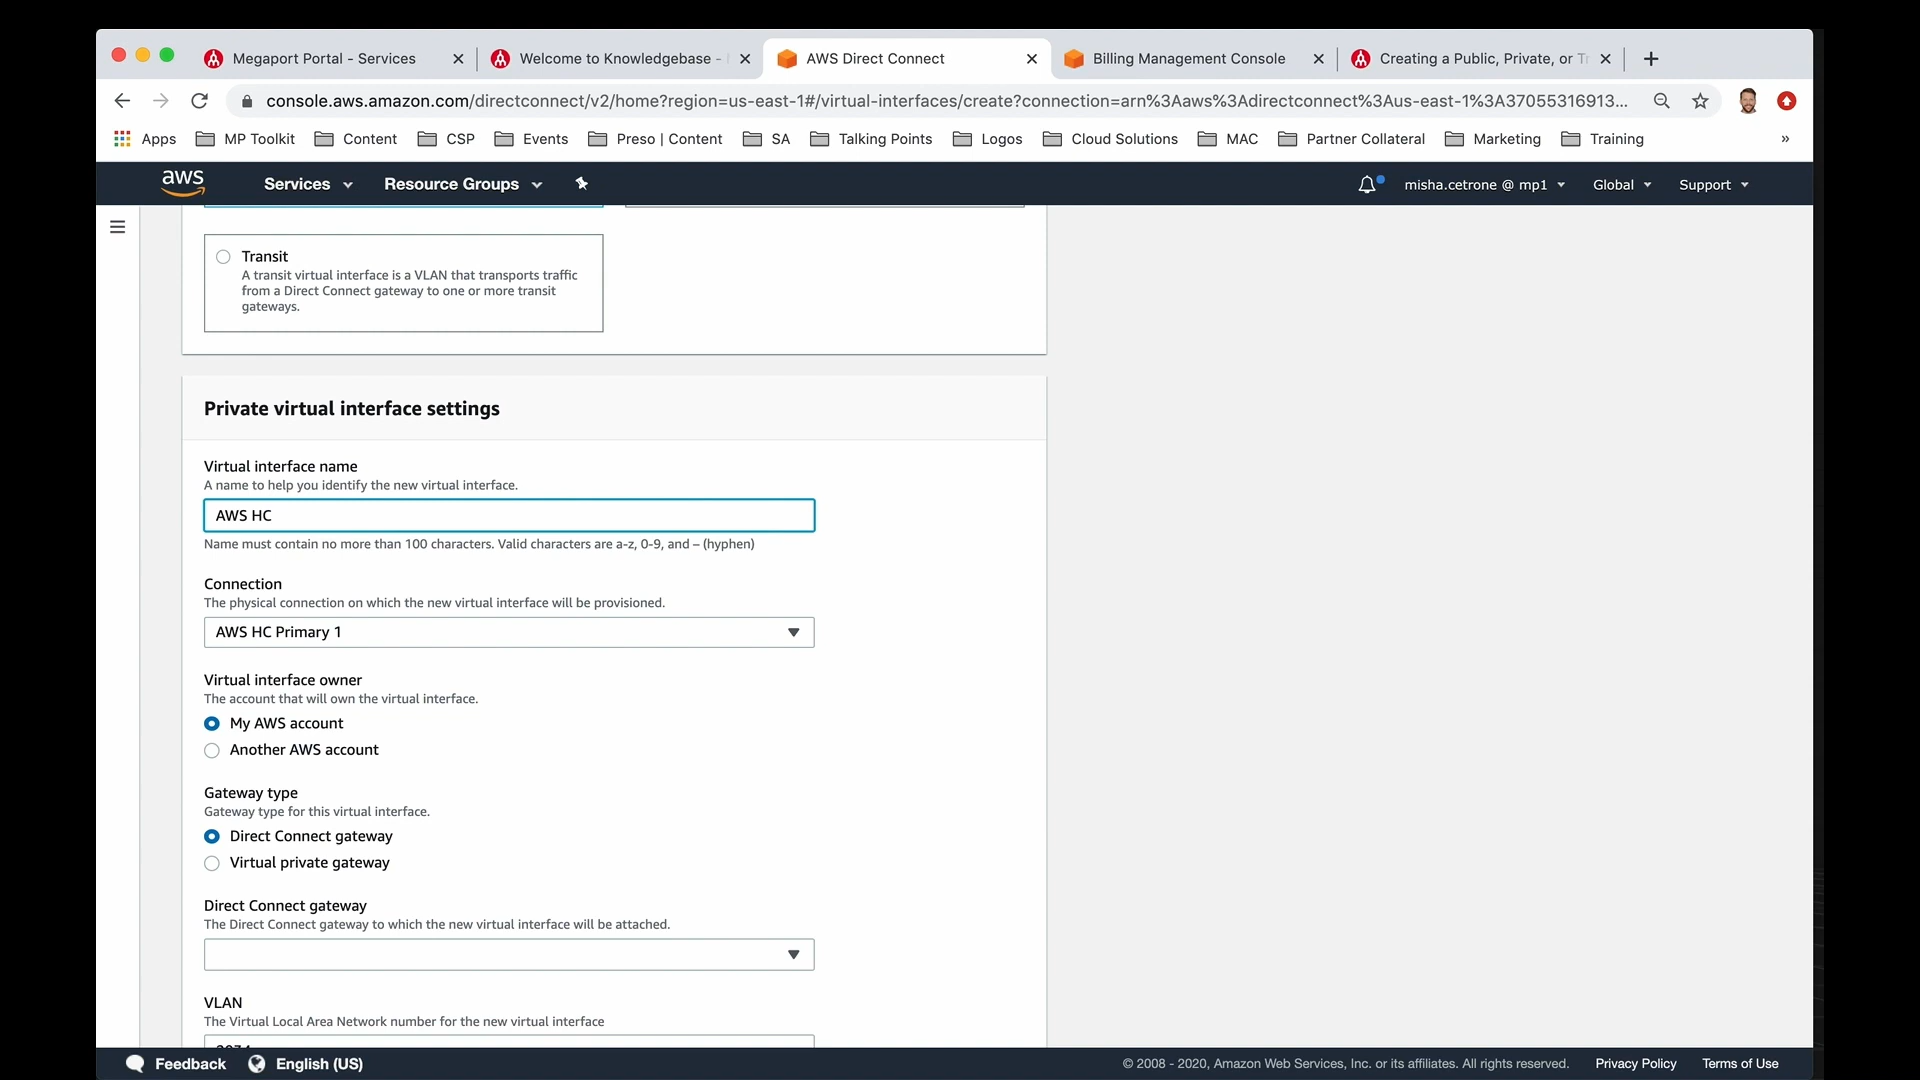 Megaport Portal - Services
Welcome to Knowledgebase -
AWS Direct Connect
Billing Management Console
Creating a Public, Private, or Tr
console.aws.amazon.com/directconnect/v2/home?region=us-east-1#/virtual-interfaces/create?connection=arn%3Aaws%3Adirectconnect%3Aus-east-1%3A37055316913...
Apps
MP Toolkit
Content
CSP
Events
Preso | Content
SA
Talking Points
Logos
Cloud Solutions
MAC
Partner Collateral
Marketing
Training
»
aws
Services
Resource Groups
misha.cetrone @ mp1
Global
Support
Transit
A transit virtual interface is a VLAN that transports traffic
from a Direct Connect gateway to one or more transit
gateways.
Private virtual interface settings
Virtual interface name
A name to help you identify the new virtual interface.
AWS HC
Name must contain no more than 100 characters. Valid characters are a-z, 0-9, and – (hyphen)
Connection
The physical connection on which the new virtual interface will be provisioned.
AWS HC Primary 1
Virtual interface owner
The account that will own the virtual interface.
My AWS account
Another AWS account
Gateway type
Gateway type for this virtual interface.
Direct Connect gateway
Virtual private gateway
Direct Connect gateway
The Direct Connect gateway to which the new virtual interface will be attached.
VLAN
The Virtual Local Area Network number for the new virtual interface
Feedback
English (US)
© 2008 - 2020, Amazon Web Services, Inc. or its affiliates. All rights reserved.
Privacy Policy
Terms of Use